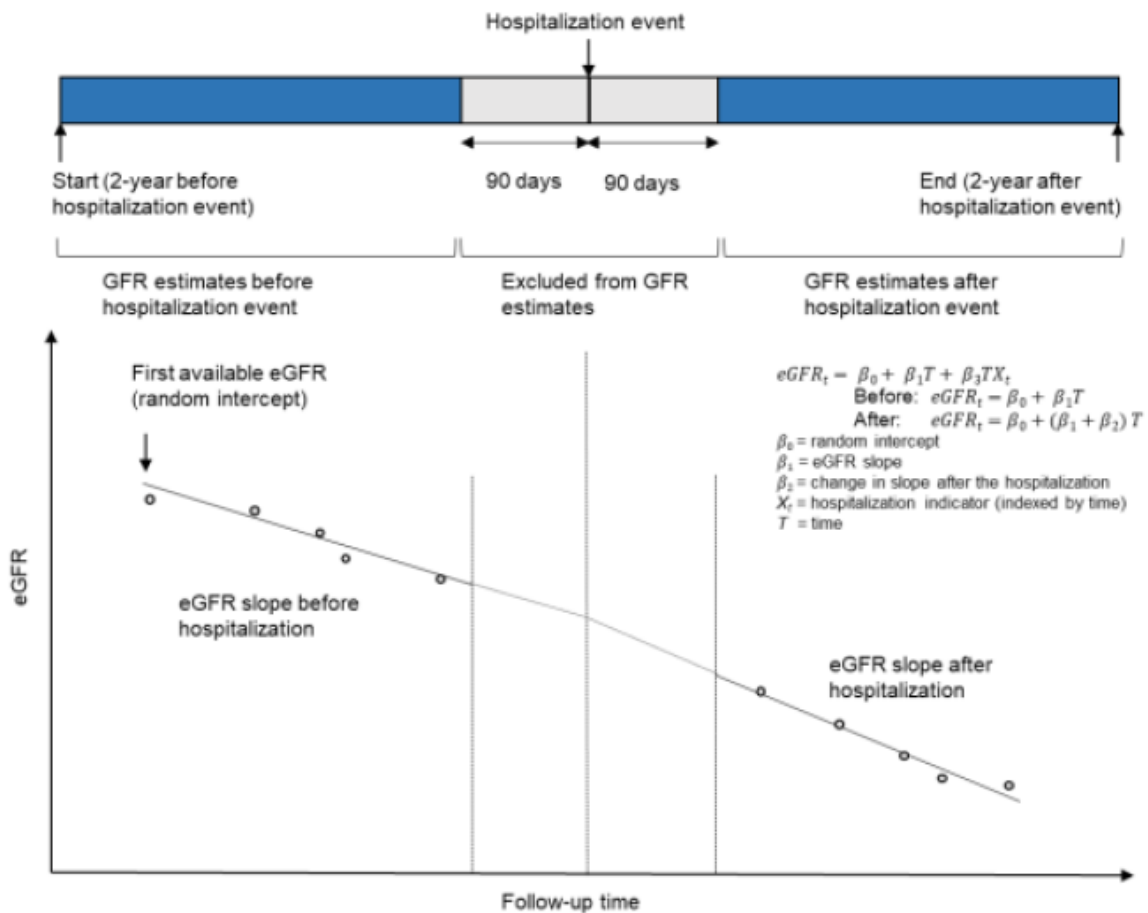 Hospitalization event
90 days
90 days
Start (2-year before
hospitalization event)
End (2-year after
hospitalization event)
GFR estimates before
hospitalization event
Excluded from GFR
estimates
GFR estimates after
hospitalization event
First available eGFR
(random intercept)
eGFRₜ = β₀ + β₁T + β₃TXₜ
Before: eGFRₜ = β₀ + β₁T
After: eGFRₜ = β₀ + (β₁ + β₂) T
β₀ = random intercept
β₁ = eGFR slope
β₂ = change in slope after the hospitalization
Xₜ = hospitalization indicator (indexed by time)
T = time
eGFR
eGFR slope before
hospitalization
eGFR slope after
hospitalization
Follow-up time